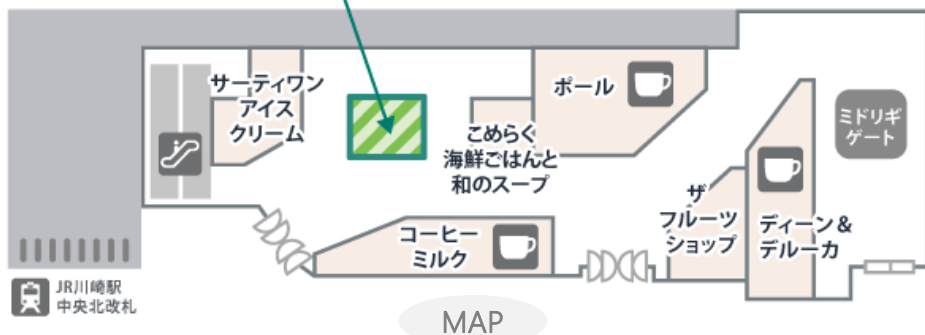 サーティワン
アイス
クリーム
こめらく
海鮮ごはんと
和のスープ
ポール
ミドリギ
ゲート
コーヒー
ミルク
ザ
フルーツ
ショップ
ディーン＆
デルーカ
JR川崎駅
中央北改札
MAP